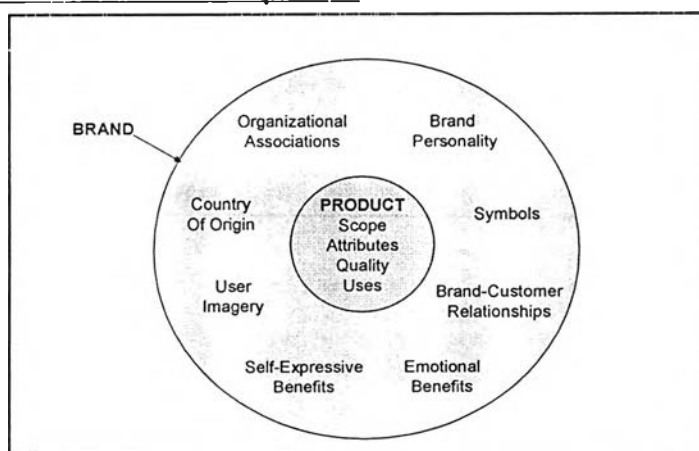 BRAND
Organizational
Associations
Brand
Personality
Country
Of Origin
PRODUCT
Scope
Attributes
Quality
Uses
Symbols
User
Imagery
Brand-Customer
Relationships
Self-Expressive
Benefits
Emotional
Benefits